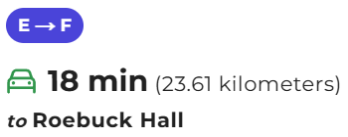 E → F
18 min (23.61 kilometers)
to Roebuck Hall